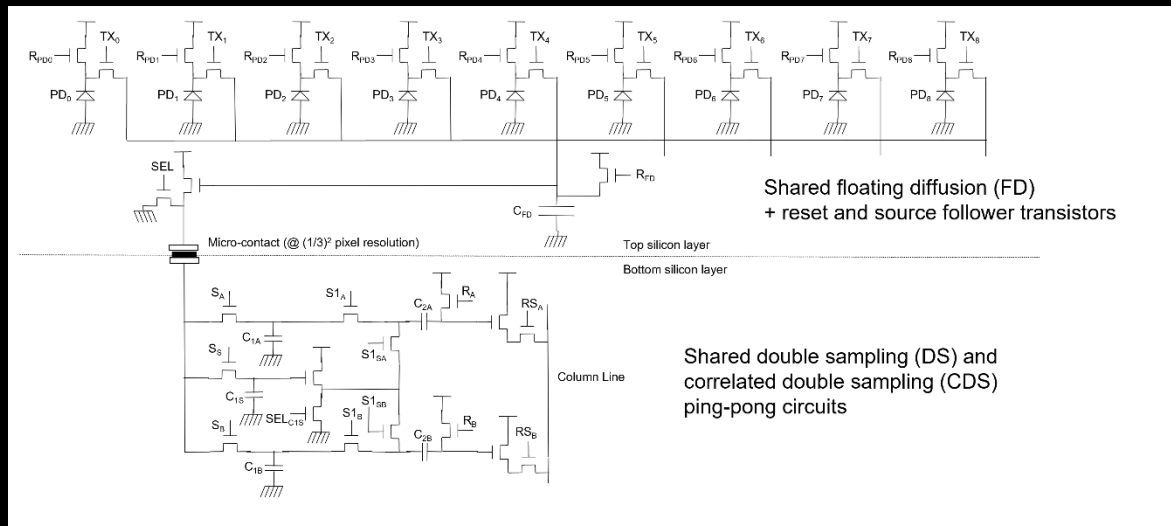 TX0 TX1 TX2 TX3 TX4 TX5 TX6 TX7 TX8
RPD0 RPD1 RPD2 RPD3 RPD4 RPD5 RPD6 RPD7 RPD8
PD0 PD1 PD2 PD3 PD4 PD5 PD6 PD7 PD8
SEL
RFD
CFD
Shared floating diffusion (FD)
+ reset and source follower transistors
Micro-contact (@ (1/3)² pixel resolution)
Top silicon layer
Bottom silicon layer
SA S1A C2A RA RSA
C1A
SS S1SA
Column Line
C1S
SELC1S S1B S1SB
SB C2B RB RSB
C1B
Shared double sampling (DS) and
correlated double sampling (CDS)
ping-pong circuits